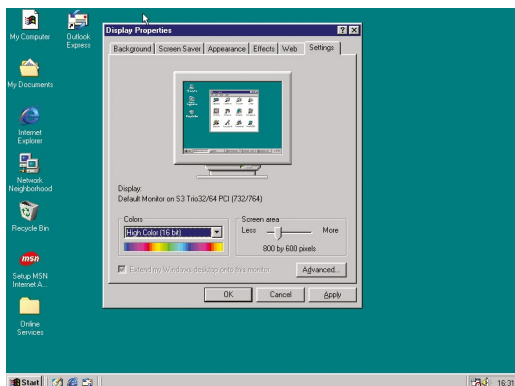 My Computer
Outlook
Express
My Documents
Internet
Explorer
Network
Neighborhood
Recycle Bin
msn
Setup MSN
Internet A...
Online
Services
Display Properties
Background
Screen Saver
Appearance
Effects
Web
Settings
Display:
Default Monitor on S3 Trio32/64 PCI (732/764)
Colors
High Color (16 bit)
Screen area
Less
More
800 by 600 pixels
Extend my Windows desktop onto this monitor.
Advanced...
OK
Cancel
Apply
Start
16:31